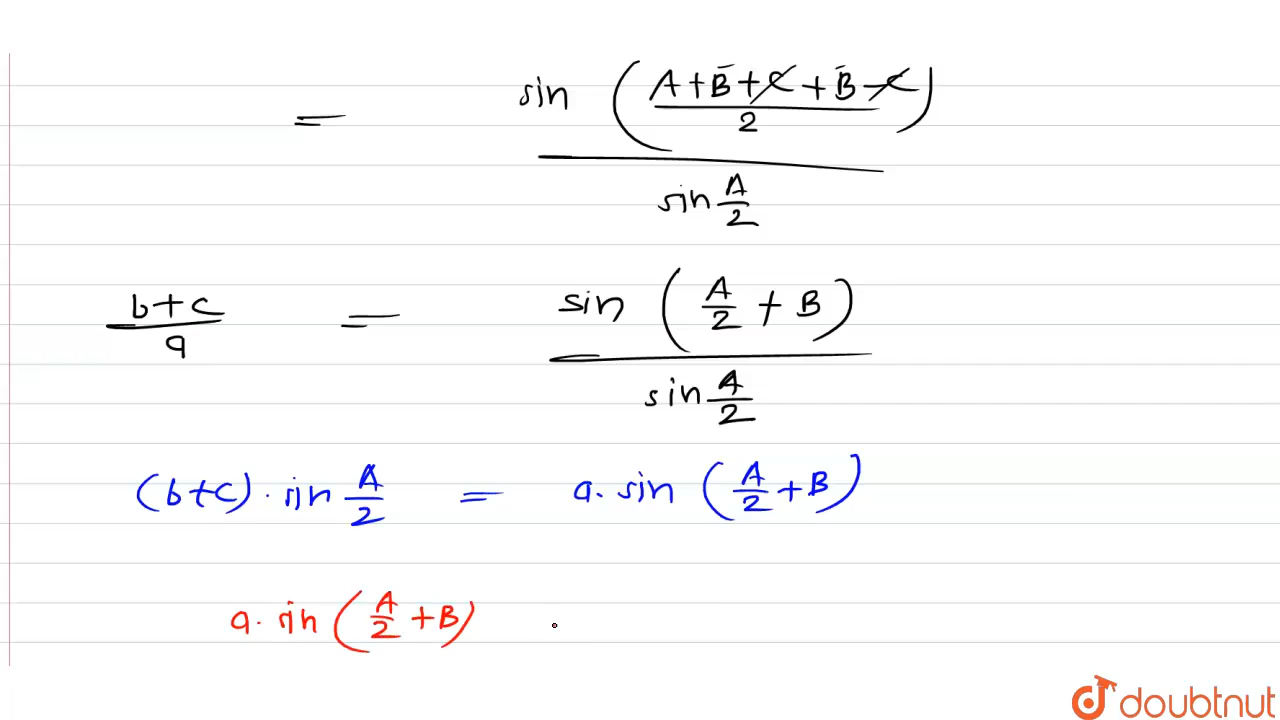 = sin ( (A+B+C+B-C) / 2 ) / sin A/2
b+c / a = sin ( A/2 + B ) / sin A/2
(b+c) · sin A/2 = a. sin ( A/2 + B )
a. sin ( A/2 + B )
doubtnut